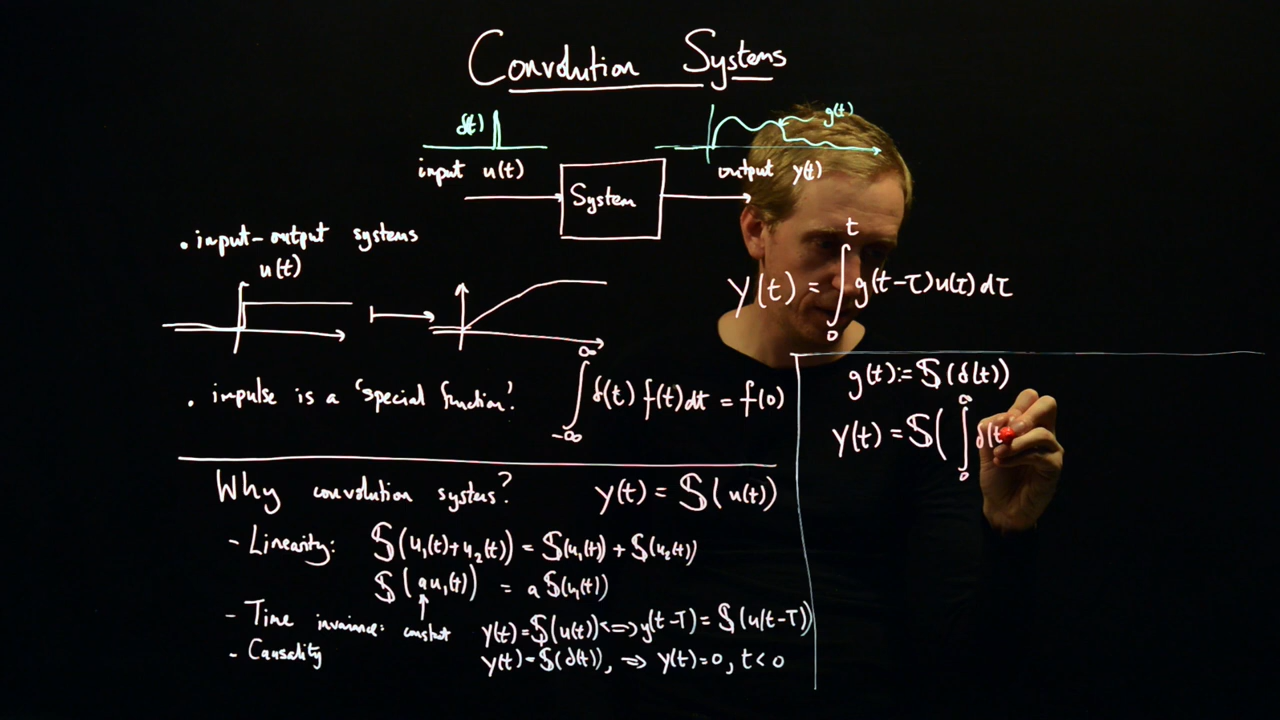 Convolution Systems
δ(t)
g(t)
input u(t)
System
output y(t)
. input-output systems
u(t)
y(t) = ∫₀ᵗ g(t-τ)u(τ)dτ
. impulse is a 'special function'. ∫₋∞^∞ δ(t) f(t)dt = f(0)
Why convolution systems? y(t) = 𝕊(u(t))
- Linearity: 𝕊(u₁(t)+u₂(t)) = 𝕊(u₁(t)) + 𝕊(u₂(t))
𝕊(au₁(t)) = a𝕊(u₁(t))
- Time invariance: constant y(t)=𝕊(u(t)) <=> y(t-T) = 𝕊(u(t-T))
- Causality y(t)=𝕊(δ(t)), => y(t)=0, t<0
g(t):= 𝕊(δ(t))
y(t) = 𝕊( ∫₀^∞ δ(t